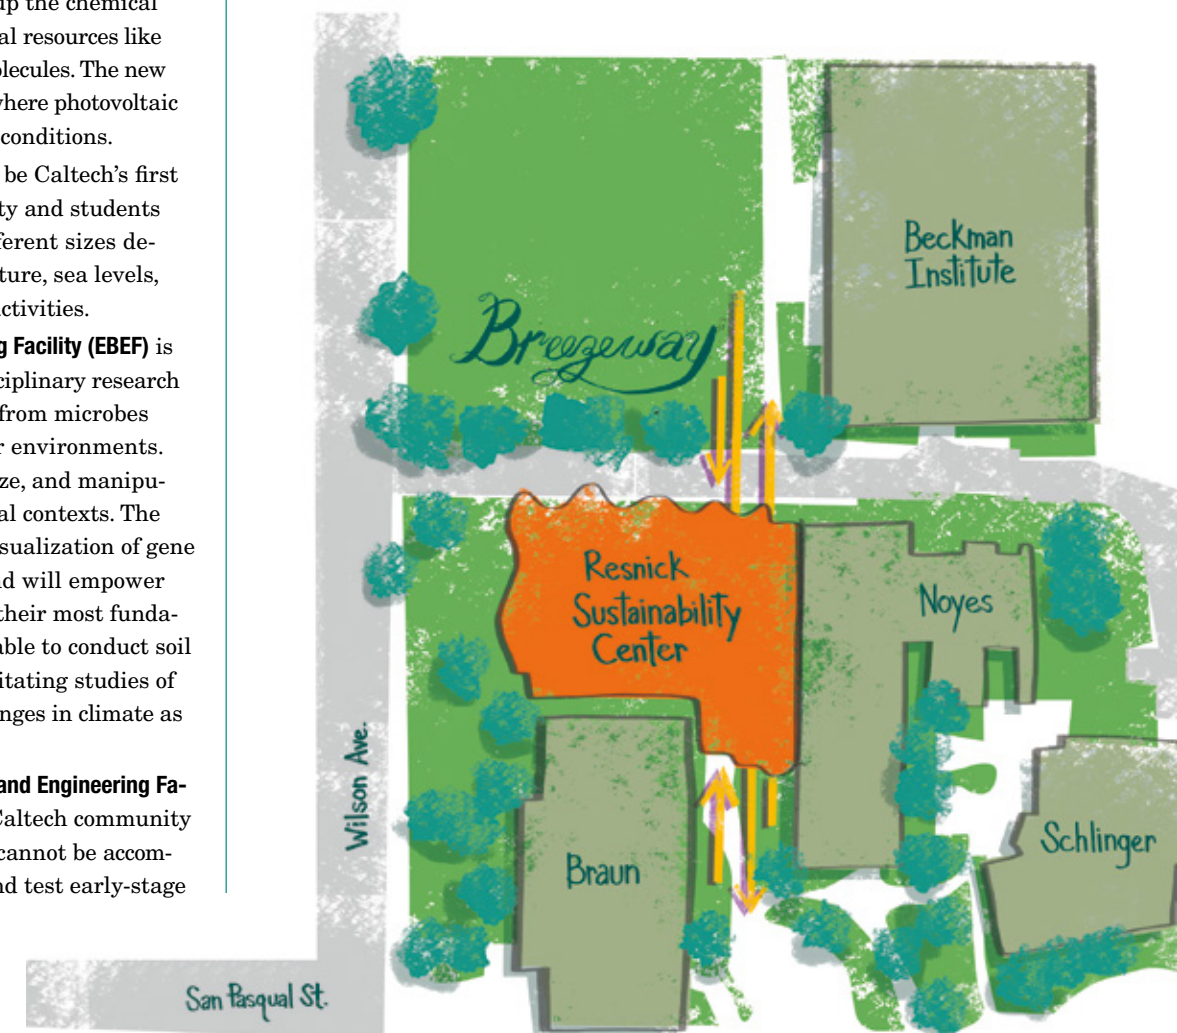 up the chemical
al resources like
olecules. The new
where photovoltaic
conditions.
be Caltech’s first
ty and students
ferent sizes de-
ture, sea levels,
ctivities.
g Facility (EBEF) is
ciplinary research
from microbes
r environments.
ze, and manipu-
al contexts. The
sualization of gene
nd will empower
their most funda-
able to conduct soil
itating studies of
nges in climate as
and Engineering Fa-
Caltech community
cannot be accom-
nd test early-stage
Beckman
Institute
Breezeway
Resnick
Sustainability
Center
Noyes
Wilson Ave.
Braun
Schlinger
San Pasqual St.